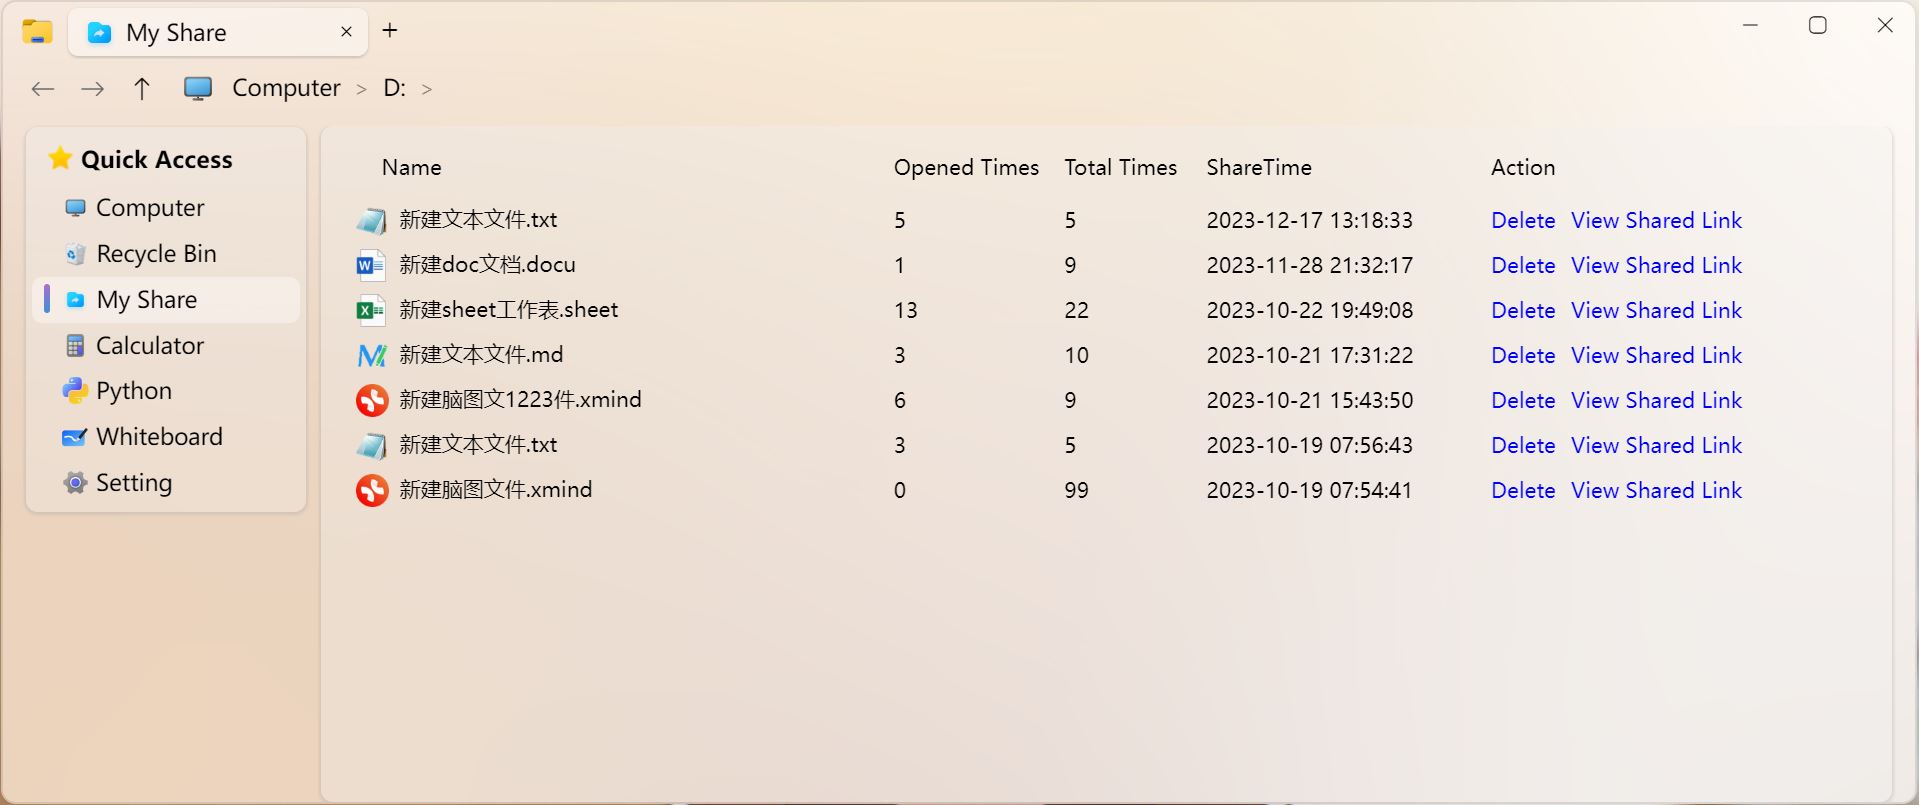 My Share
Computer > D: >
Quick Access
Computer
Recycle Bin
My Share
Calculator
Python
Whiteboard
Setting
Name Opened Times Total Times ShareTime Action
新建文本文件.txt 5 5 2023-12-17 13:18:33 Delete View Shared Link
新建doc文档.docu 1 9 2023-11-28 21:32:17 Delete View Shared Link
新建sheet工作表.sheet 13 22 2023-10-22 19:49:08 Delete View Shared Link
新建文本文件.md 3 10 2023-10-21 17:31:22 Delete View Shared Link
新建脑图文1223件.xmind 6 9 2023-10-21 15:43:50 Delete View Shared Link
新建文本文件.txt 3 5 2023-10-19 07:56:43 Delete View Shared Link
新建脑图文件.xmind 0 99 2023-10-19 07:54:41 Delete View Shared Link